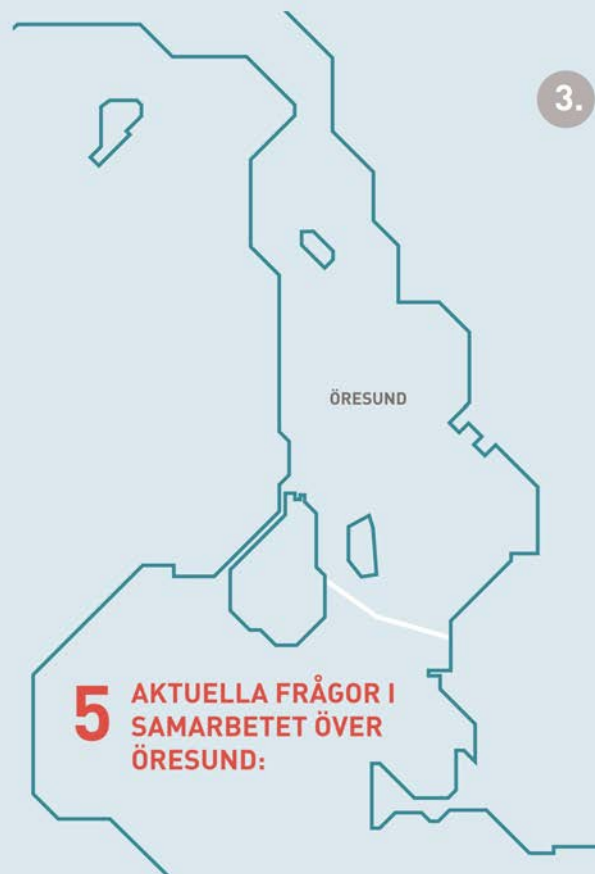 3.
ÖRESUND
5 AKTUELLA FRÅGOR I
SAMARBETET ÖVER
ÖRESUND: